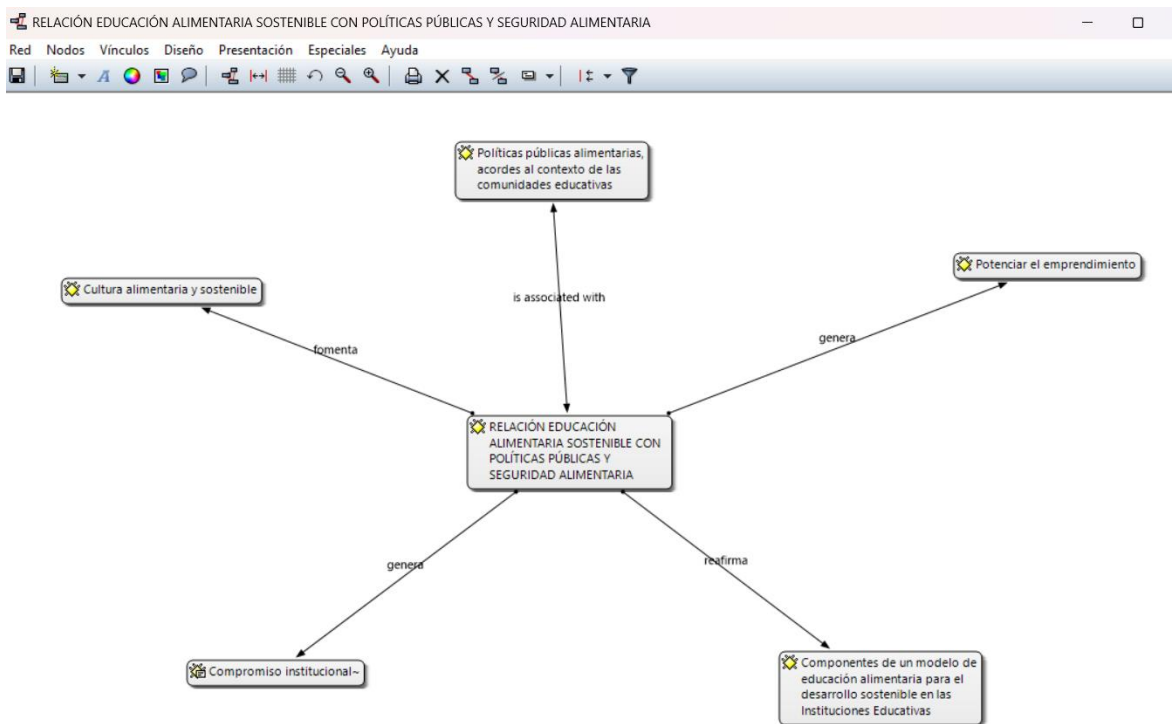 RELACIÓN EDUCACIÓN ALIMENTARIA SOSTENIBLE CON POLÍTICAS PÚBLICAS Y SEGURIDAD ALIMENTARIA
Red Nodos Vínculos Diseño Presentación Especiales Ayuda
Políticas públicas alimentarias,
acordes al contexto de las
comunidades educativas
Potenciar el emprendimiento
Cultura alimentaria y sostenible
is associated with
genera
fomenta
RELACIÓN EDUCACIÓN
ALIMENTARIA SOSTENIBLE CON
POLÍTICAS PÚBLICAS Y
SEGURIDAD ALIMENTARIA
genera
reafirma
Compromiso institucional~
Componentes de un modelo de
educación alimentaria para el
desarrollo sostenible en las
Instituciones Educativas